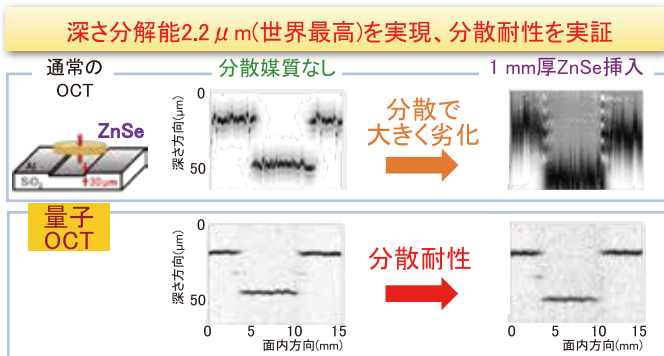 深さ分解能2.2μm(世界最高)を実現、分散耐性を実証
通常の
OCT
分散媒質なし
1 mm厚ZnSe挿入
ZnSe
Al
SiO₂
30μm
深さ方向(μm)
0
50
分散で
大きく劣化
量子
OCT
深さ方向(μm)
0
50
0 5 10 15
面内方向(mm)
分散耐性
0 5 10 15
面内方向(mm)